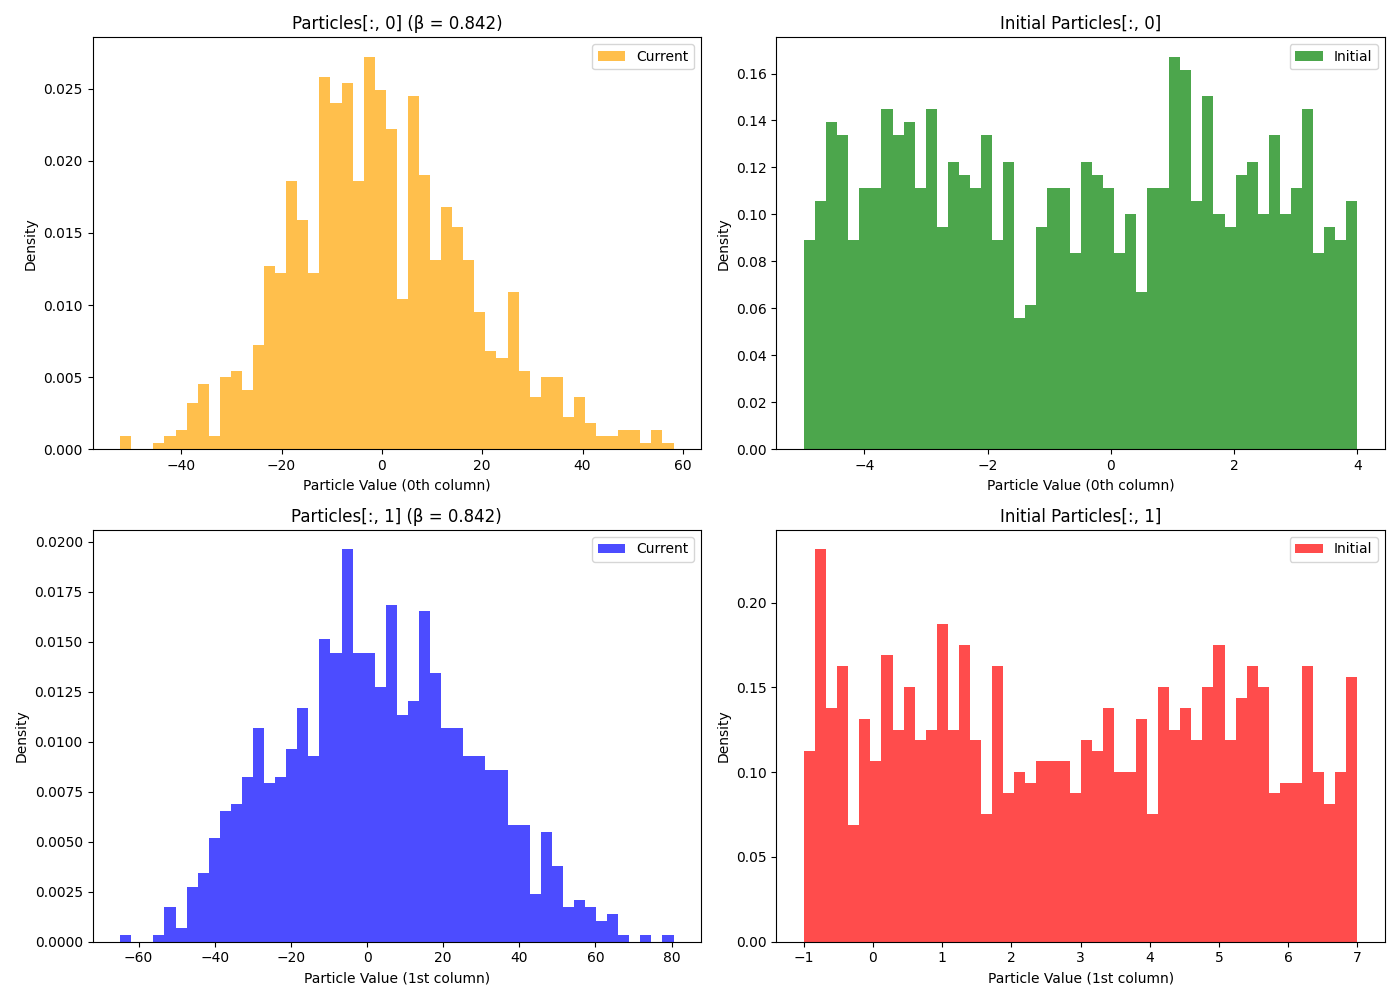 Particles[:, 0] (β = 0.842)
Current
0.025
0.020
0.015
0.010
0.005
0.000
Density
−40 −20 0 20 40 60
Particle Value (0th column)
Initial Particles[:, 0]
Initial
0.16
0.14
0.12
0.10
0.08
0.06
0.04
0.02
0.00
Density
−4 −2 0 2 4
Particle Value (0th column)
Particles[:, 1] (β = 0.842)
Current
0.0200
0.0175
0.0150
0.0125
0.0100
0.0075
0.0050
0.0025
0.0000
Density
−60 −40 −20 0 20 40 60 80
Particle Value (1st column)
Initial Particles[:, 1]
Initial
0.20
0.15
0.10
0.05
0.00
Density
−1 0 1 2 3 4 5 6 7
Particle Value (1st column)